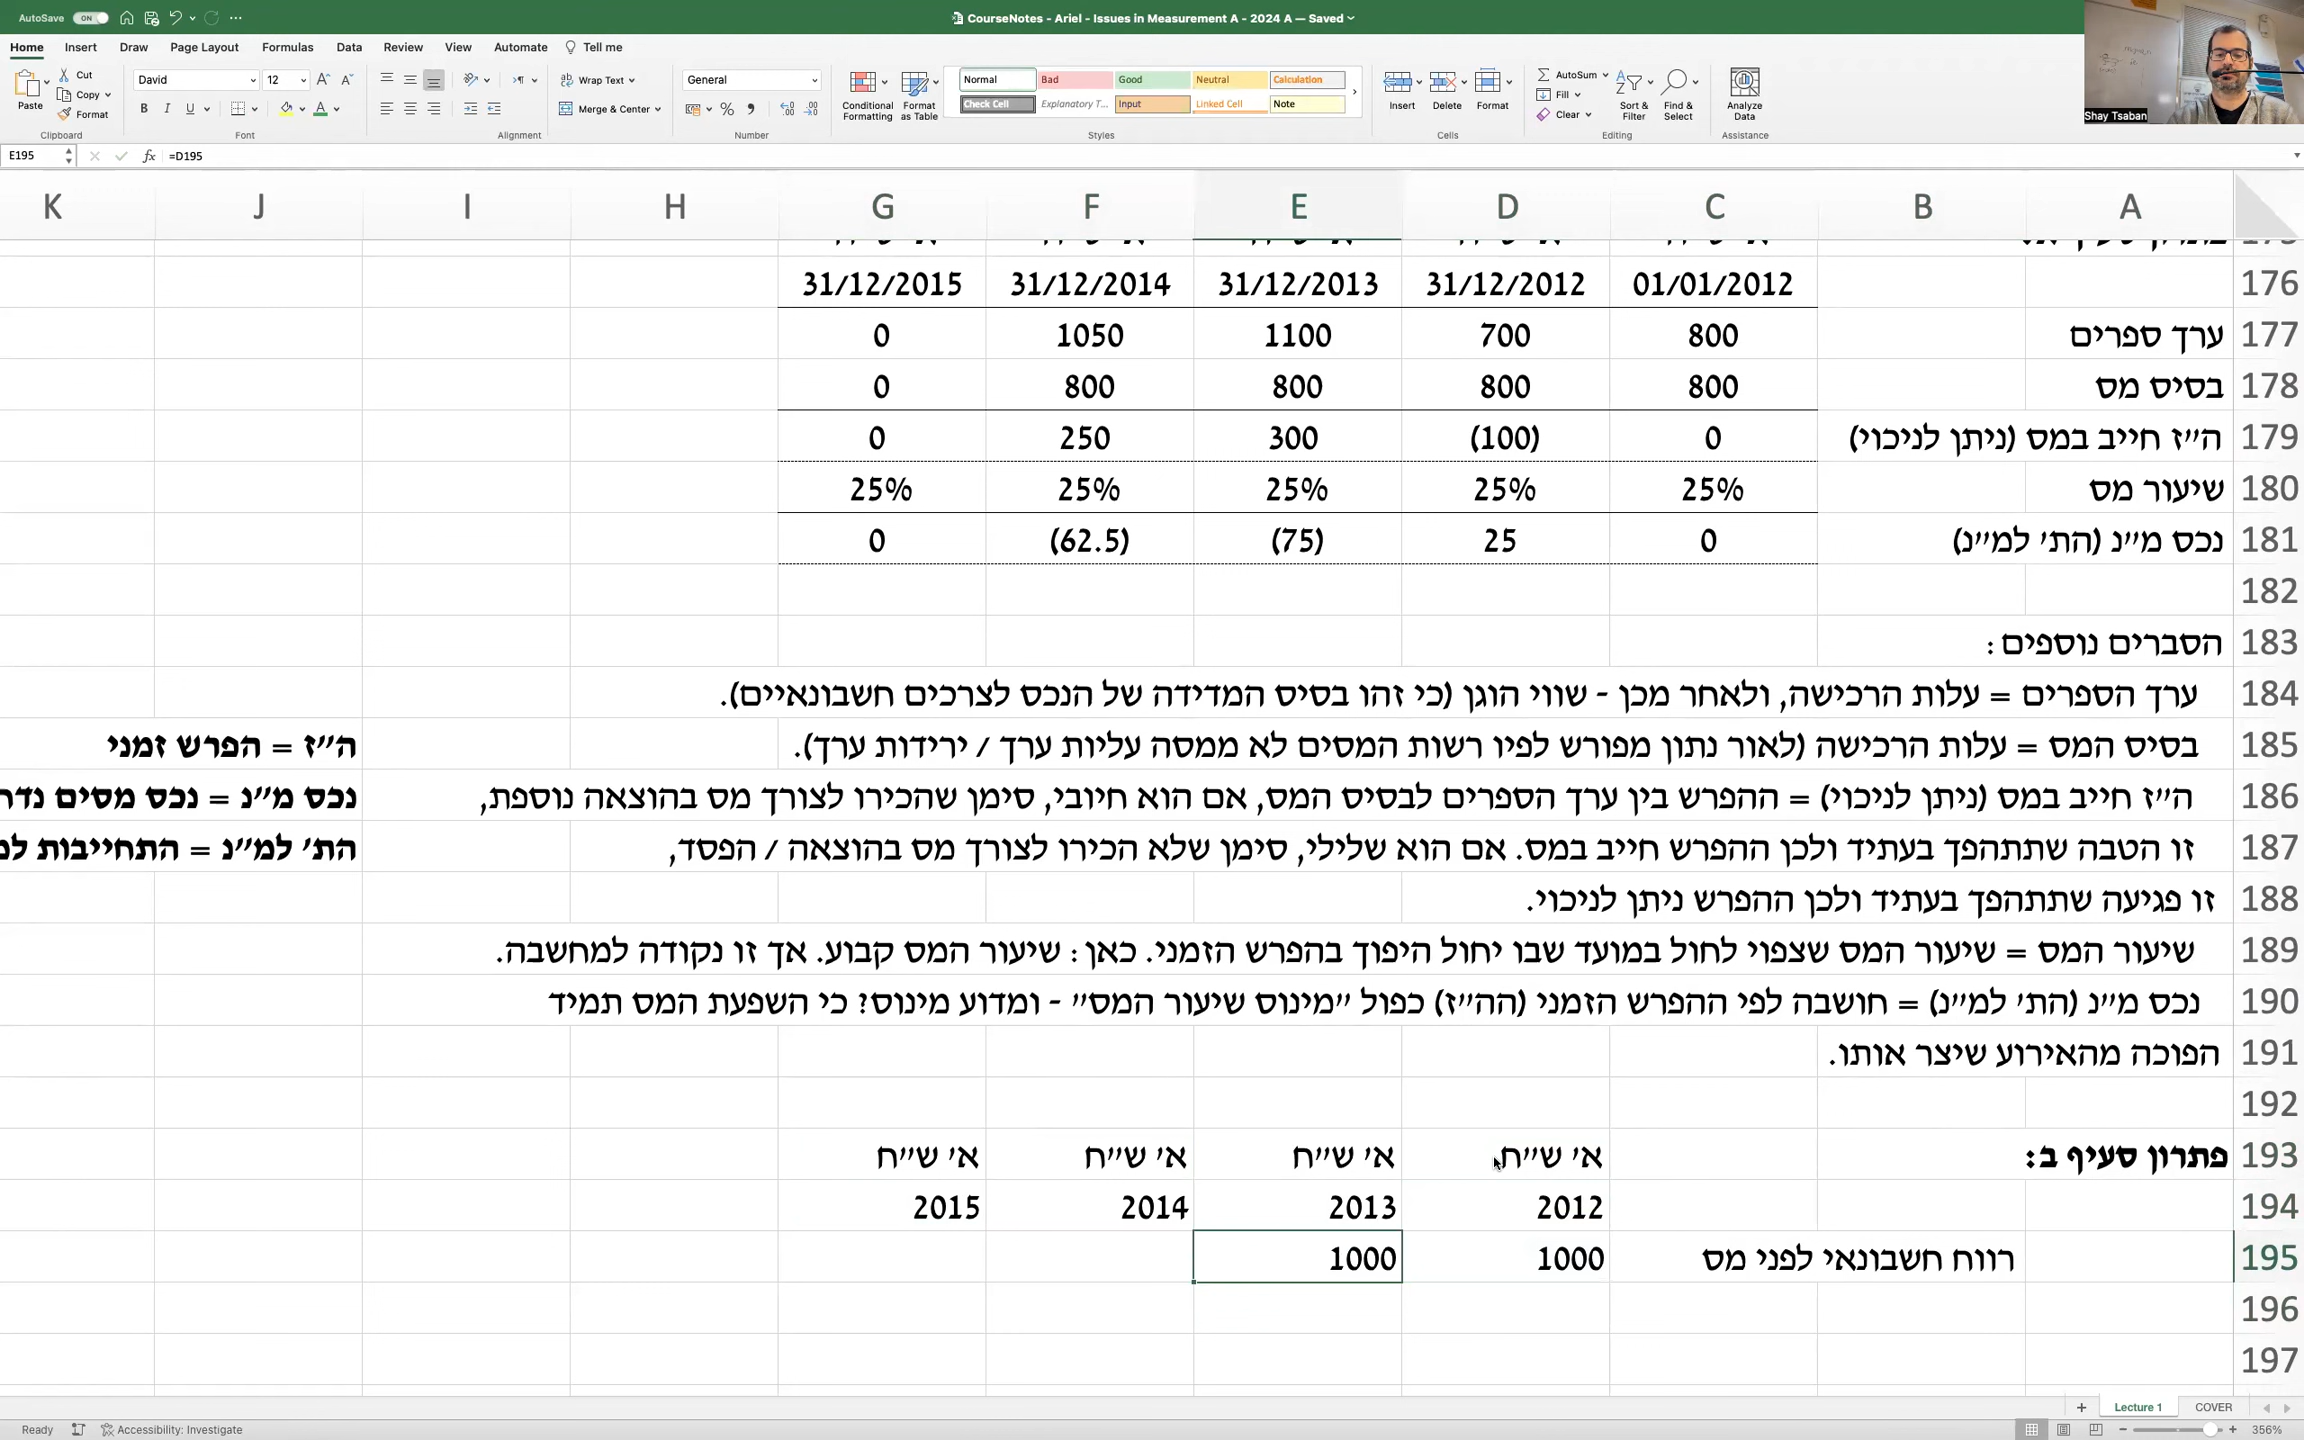 AutoSave ON CourseNotes - Ariel - Issues in Measurement A - 2024 A — Saved
Home Insert Draw Page Layout Formulas Data Review View Automate Tell me
Paste Cut Copy Format David 12 Wrap Text Merge & Center General
Conditional Formatting Format as Table Normal Bad Good Neutral Calculation
Check Cell Explanatory T... Input Linked Cell Note
Insert Delete Format AutoSum Fill Clear Sort & Filter Find & Select Analyze Data
Clipboard Font Alignment Number Styles Cells Editing Assistance
Shay Tsaban
E195 fx =D195
K J I H G F E D C B A
176 01/01/2012 31/12/2012 31/12/2013 31/12/2014 31/12/2015
177 ערך ספרים 800 700 1100 1050 0
178 בסיס מס 800 800 800 800 0
179 ה״ז חייב במס (ניתן לניכוי) 0 (100) 300 250 0
180 שיעור מס 25% 25% 25% 25% 25%
181 נכס מ״נ (הת׳ למ״נ) 0 25 (75) (62.5) 0
182
183 הסברים נוספים:
184 ערך הספרים = עלות הרכישה, ולאחר מכן - שווי הוגן (כי זהו בסיס המדידה של הנכס לצרכים חשבונאיים).
185 בסיס המס = עלות הרכישה (לאור נתון מפורש לפיו רשות המסים לא ממסה עליות ערך / ירידות ערך). ה״ז = הפרש זמני
186 ה״ז חייב במס (ניתן לניכוי) = ההפרש בין ערך הספרים לבסיס המס, אם הוא חיובי, סימן שהכירו לצורך מס בהוצאה נוספת, נכס מ״נ = נכס מסים נדח
187 זו הטבה שתתהפך בעתיד ולכן ההפרש חייב במס. אם הוא שלילי, סימן שלא הכירו לצורך מס בהוצאה / הפסד, הת׳ למ״נ = התחייבות למ
188 זו פגיעה שתתהפך בעתיד ולכן ההפרש ניתן לניכוי.
189 שיעור המס = שיעור המס שצפוי לחול במועד שבו יחול היפוך בהפרש הזמני. כאן: שיעור המס קבוע. אך זו נקודה למחשבה.
190 נכס מ״נ (הת׳ למ״נ) = חושבה לפי ההפרש הזמני (הה״ז) כפול ״מינוס שיעור המס״ - ומדוע מינוס? כי השפעת המס תמיד
191 הפוכה מהאירוע שיצר אותו.
192
193 פתרון סעיף ב: א׳ ש״ח א׳ ש״ח א׳ ש״ח א׳ ש״ח
194 2012 2013 2014 2015
195 רווח חשבונאי לפני מס 1000 1000
196
197
+ Lecture 1 COVER
Ready Accessibility: Investigate 356%